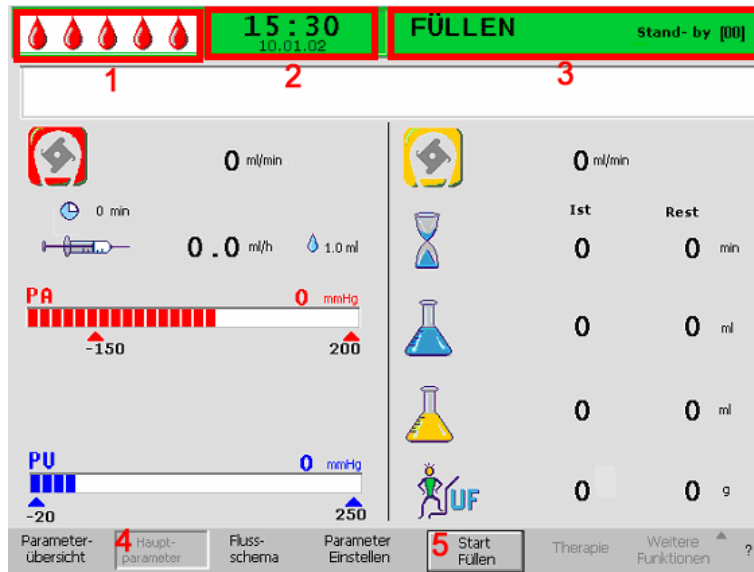 15:30
10.01.02
FÜLLEN
Stand- by [00]
1
2
3
0 ml/min
0 min
0.0 ml/h
1.0 ml
PA
0 mmHg
-150
200
PV
0 mmHg
-20
250
0 ml/min
Ist Rest
0 0 min
0 0 ml
0 0 ml
UF 0 0 g
Parameter-
übersicht
4
Haupt-
parameter
Fluss-
schema
Parameter
Einstellen
5
Start
Füllen
Therapie
Weitere
Funktionen
?